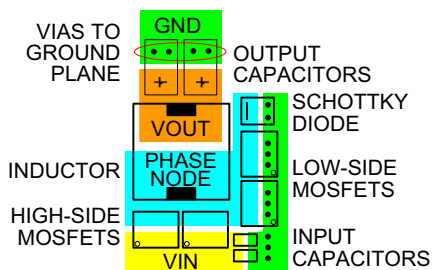 VIAS TO
GROUND
PLANE
GND
OUTPUT
CAPACITORS
+ +
VOUT
SCHOTTKY
DIODE
INDUCTOR
PHASE
NODE
LOW-SIDE
MOSFETS
HIGH-SIDE
MOSFETS
VIN
INPUT
CAPACITORS